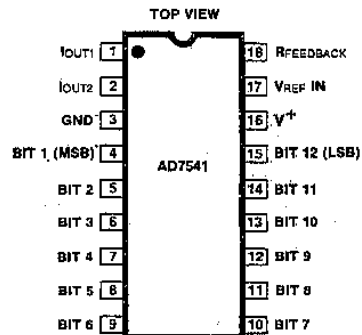 TOP VIEW
IOUT1 1 18 RFEEDBACK
IOUT2 2 17 VREF IN
GND 3 16 V+
BIT 1 (MSB) 4 15 BIT 12 (LSB)
AD7541
BIT 2 5 14 BIT 11
BIT 3 6 13 BIT 10
BIT 4 7 12 BIT 9
BIT 5 8 11 BIT 8
BIT 6 9 10 BIT 7